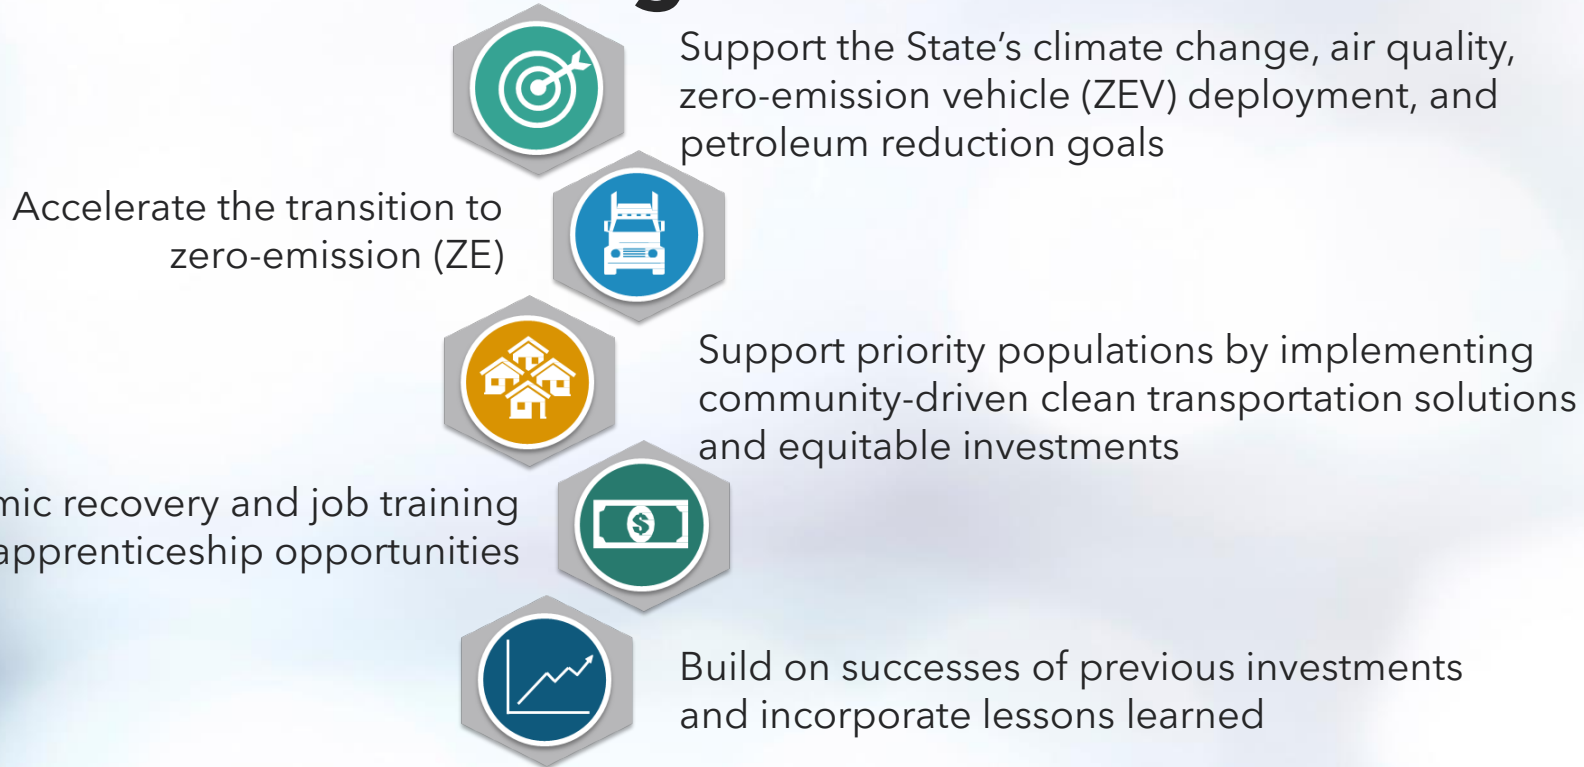 Support the State’s climate change, air quality,
zero-emission vehicle (ZEV) deployment, and
petroleum reduction goals
Accelerate the transition to
zero-emission (ZE)
Support priority populations by implementing
community-driven clean transportation solutions
and equitable investments
recovery and job training
apprenticeship opportunities
$
Build on successes of previous investments
and incorporate lessons learned